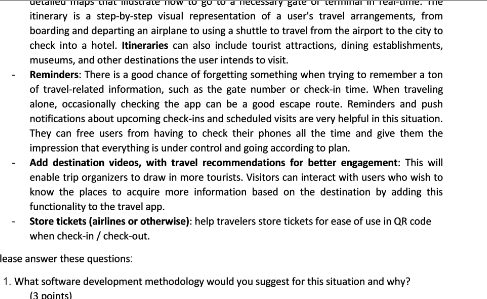 detailed maps that illustrate how to go to a necessary gate or terminal in real-time. The
itinerary is a step-by-step visual representation of a user's travel arrangements, from
boarding and departing an airplane to using a shuttle to travel from the airport to the city to
check into a hotel. Itineraries can also include tourist attractions, dining establishments,
museums, and other destinations the user intends to visit.
- Reminders: There is a good chance of forgetting something when trying to remember a ton
of travel-related information, such as the gate number or check-in time. When traveling
alone, occasionally checking the app can be a good escape route. Reminders and push
notifications about upcoming check-ins and scheduled visits are very helpful in this situation.
They can free users from having to check their phones all the time and give them the
impression that everything is under control and going according to plan.
- Add destination videos, with travel recommendations for better engagement: This will
enable trip organizers to draw in more tourists. Visitors can interact with users who wish to
know the places to acquire more information based on the destination by adding this
functionality to the travel app.
- Store tickets (airlines or otherwise): help travelers store tickets for ease of use in QR code
when check-in / check-out.
lease answer these questions:
1. What software development methodology would you suggest for this situation and why?
(3 points)